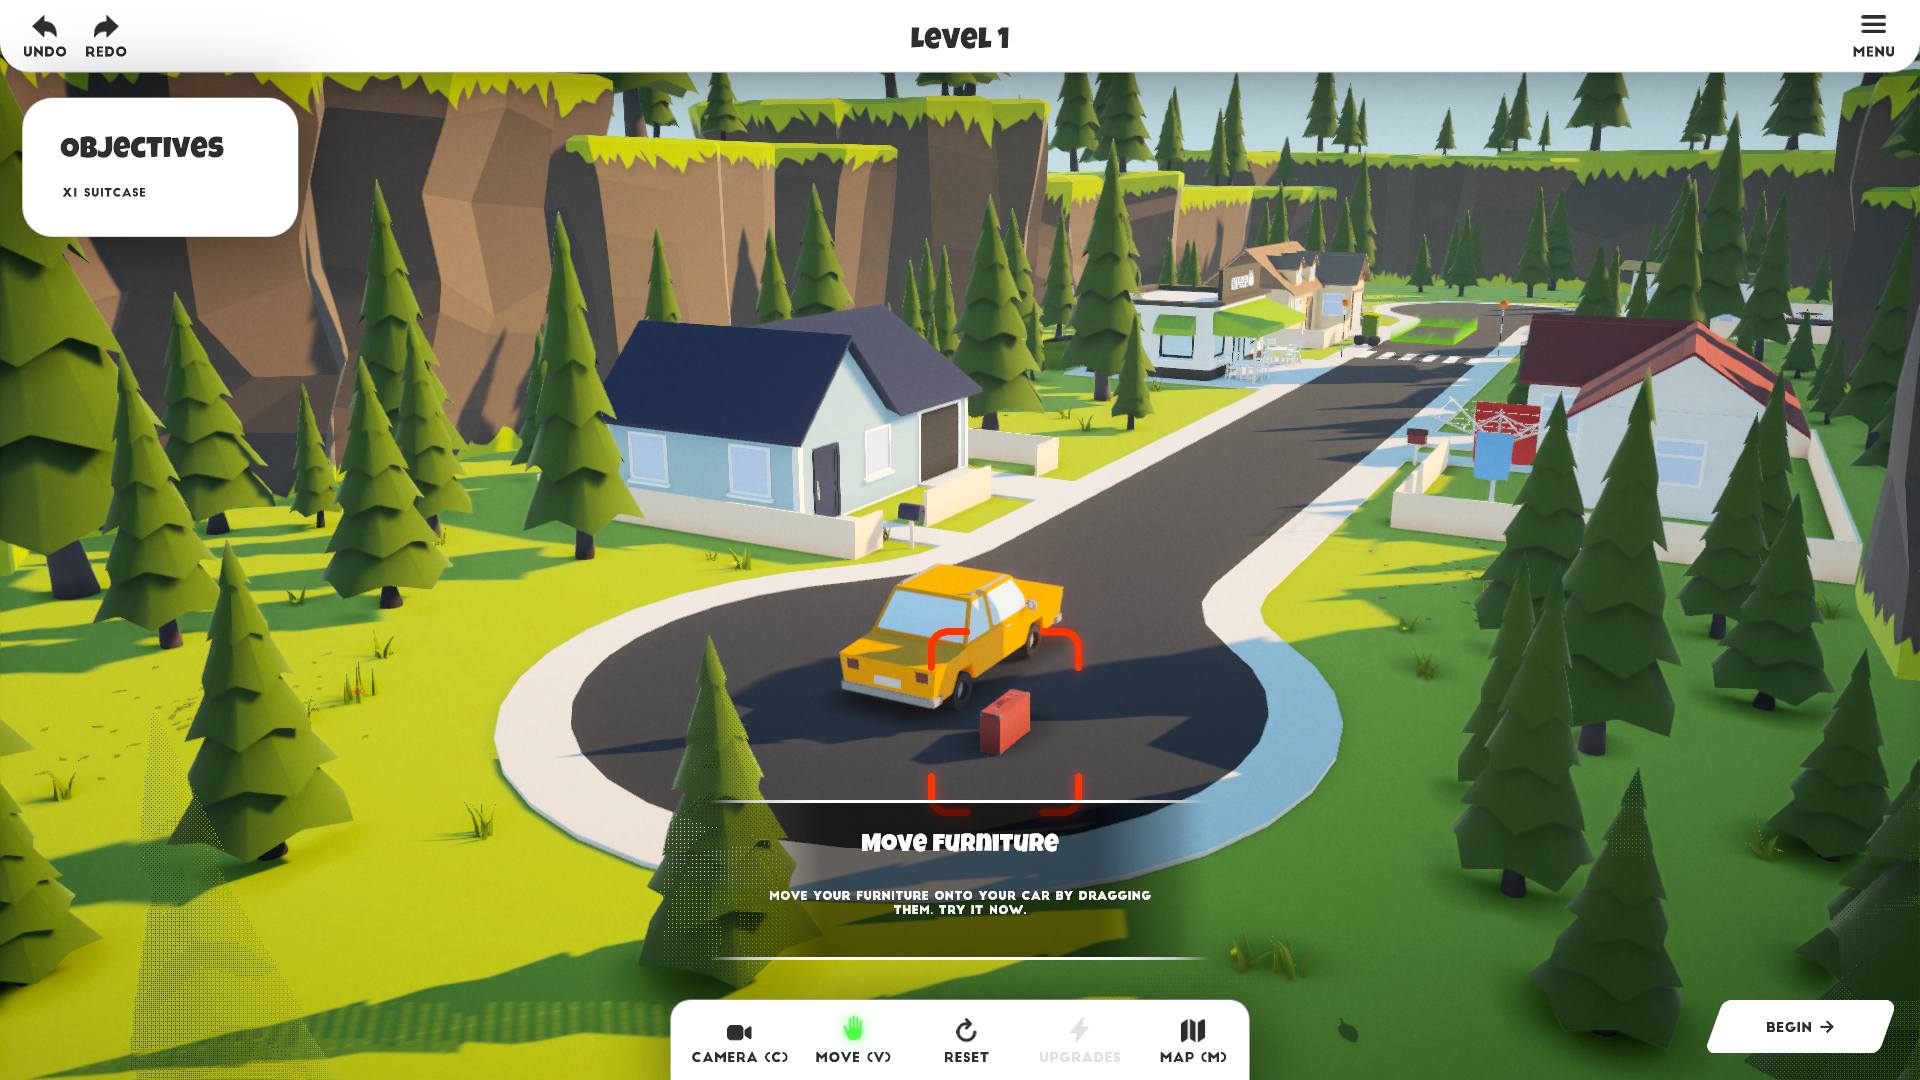 UNDO
REDO
Level 1
MENU
OBJECTIVES
X1 SUITCASE
MOVE FURNITURE
MOVE YOUR FURNITURE ONTO YOUR CAR BY DRAGGING
THEM. TRY IT NOW.
CAMERA (C)
MOVE (V)
RESET
UPGRADES
MAP (M)
BEGIN →